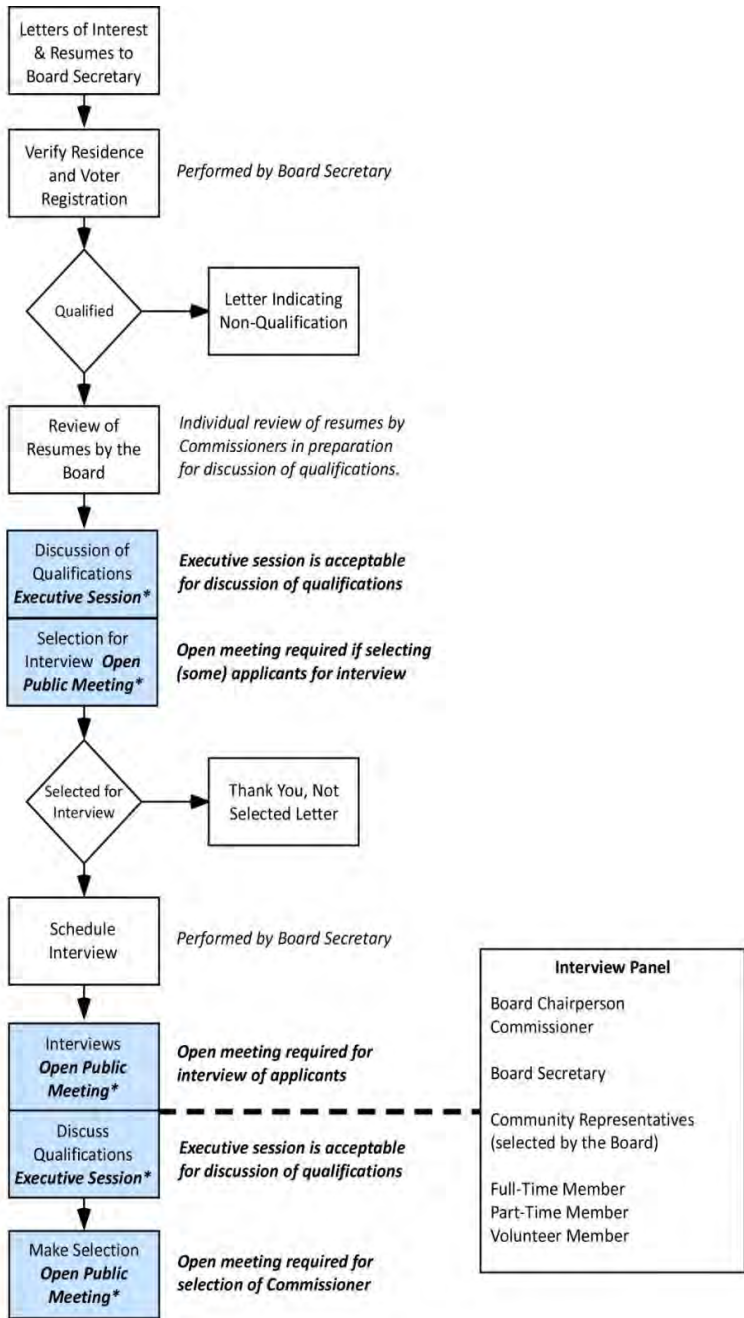 Letters of Interest
& Resumes to
Board Secretary
Verify Residence
and Voter
Registration
Performed by Board Secretary
Qualified
Letter Indicating
Non-Qualification
Review of
Resumes by the
Board
Individual review of resumes by
Commissioners in preparation
for discussion of qualifications.
Discussion of
Qualifications
Executive Session*
Executive session is acceptable
for discussion of qualifications
Selection for
Interview Open
Public Meeting*
Open meeting required if selecting
(some) applicants for interview
Selected for
Interview
Thank You, Not
Selected Letter
Schedule
Interview
Performed by Board Secretary
Interviews
Open Public
Meeting*
Open meeting required for
interview of applicants
Discuss
Qualifications
Executive Session*
Executive session is acceptable
for discussion of qualifications
Make Selection
Open Public
Meeting*
Open meeting required for
selection of Commissioner
Interview Panel
Board Chairperson
Commissioner
Board Secretary
Community Representatives
(selected by the Board)
Full-Time Member
Part-Time Member
Volunteer Member